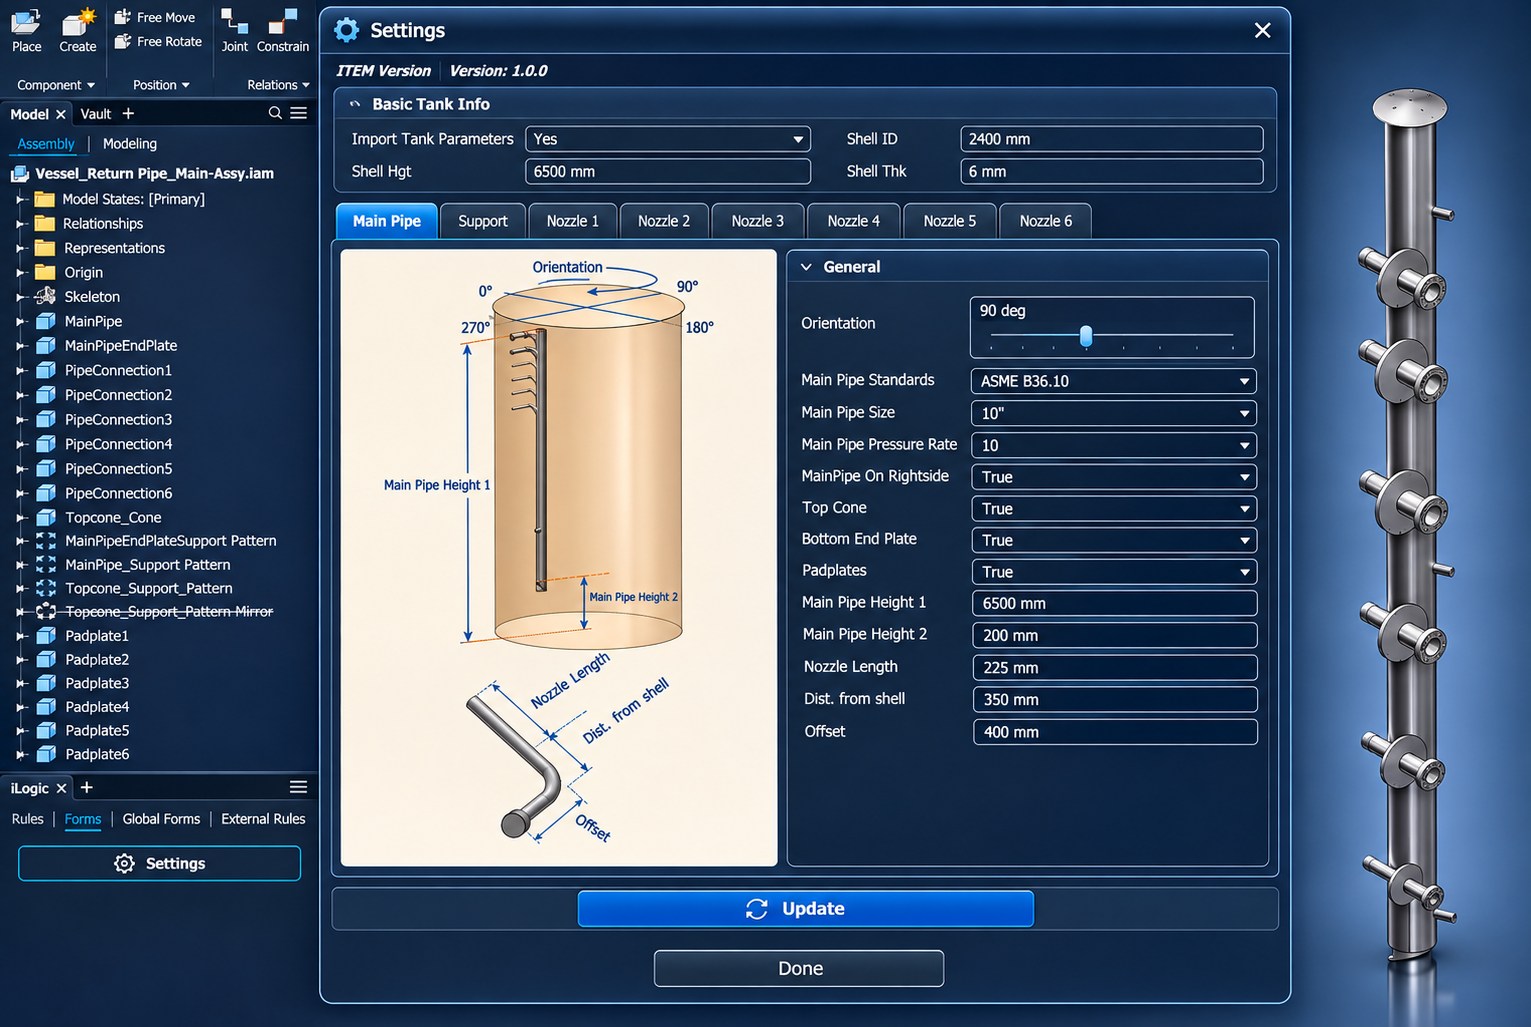 Place
Create
Free Move
Free Rotate
Joint
Constrain
Component
Position
Relations
Model
Vault
Assembly
Modeling
Vessel_Return Pipe_Main-Assy.iam
Model States: [Primary]
Relationships
Representations
Origin
Skeleton
MainPipe
MainPipeEndPlate
PipeConnection1
PipeConnection2
PipeConnection3
PipeConnection4
PipeConnection5
PipeConnection6
Topcone_Cone
MainPipeEndPlateSupport Pattern
MainPipe_Support Pattern
Topcone_Support_Pattern
Topcone_Support_Pattern Mirror
Padplate1
Padplate2
Padplate3
Padplate4
Padplate5
Padplate6
iLogic
Rules
Forms
Global Forms
External Rules
Settings
Settings
ITEM Version
Version: 1.0.0
Basic Tank Info
Import Tank Parameters
Yes
Shell ID
2400 mm
Shell Hgt
6500 mm
Shell Thk
6 mm
Main Pipe
Support
Nozzle 1
Nozzle 2
Nozzle 3
Nozzle 4
Nozzle 5
Nozzle 6
Orientation
0°
90°
270°
180°
Main Pipe Height 1
Main Pipe Height 2
Nozzle Length
Dist. from shell
Offset
General
Orientation
90 deg
Main Pipe Standards
ASME B36.10
Main Pipe Size
10"
Main Pipe Pressure Rate
10
MainPipe On Rightside
True
Top Cone
True
Bottom End Plate
True
Padplates
True
Main Pipe Height 1
6500 mm
Main Pipe Height 2
200 mm
Nozzle Length
225 mm
Dist. from shell
350 mm
Offset
400 mm
Update
Done